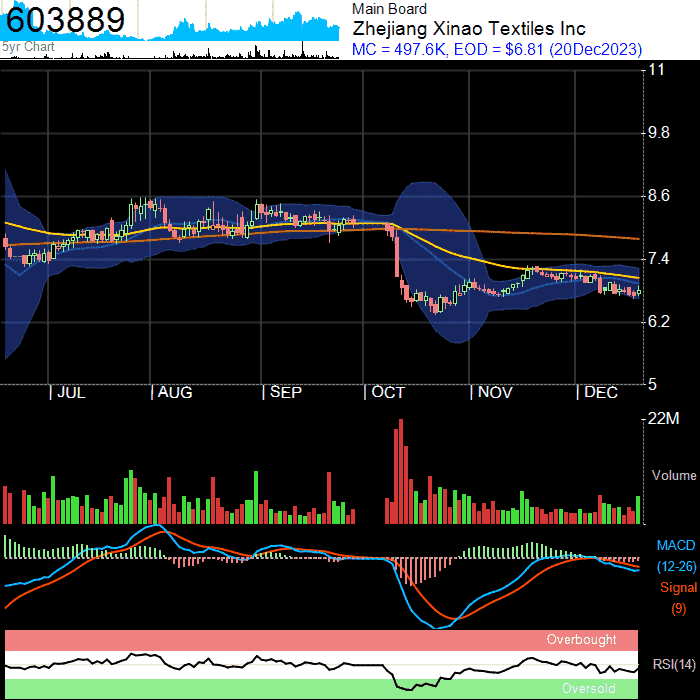 603889
5yr Chart
Main Board
Zhejiang Xinao Textiles Inc
MC = 497.6K, EOD = $6.81 (20Dec2023)
11
9.8
8.6
7.4
6.2
5
JUL AUG SEP OCT NOV DEC
22M
Volume
MACD
(12-26)
Signal
(9)
Overbought
RSI(14)
Oversold